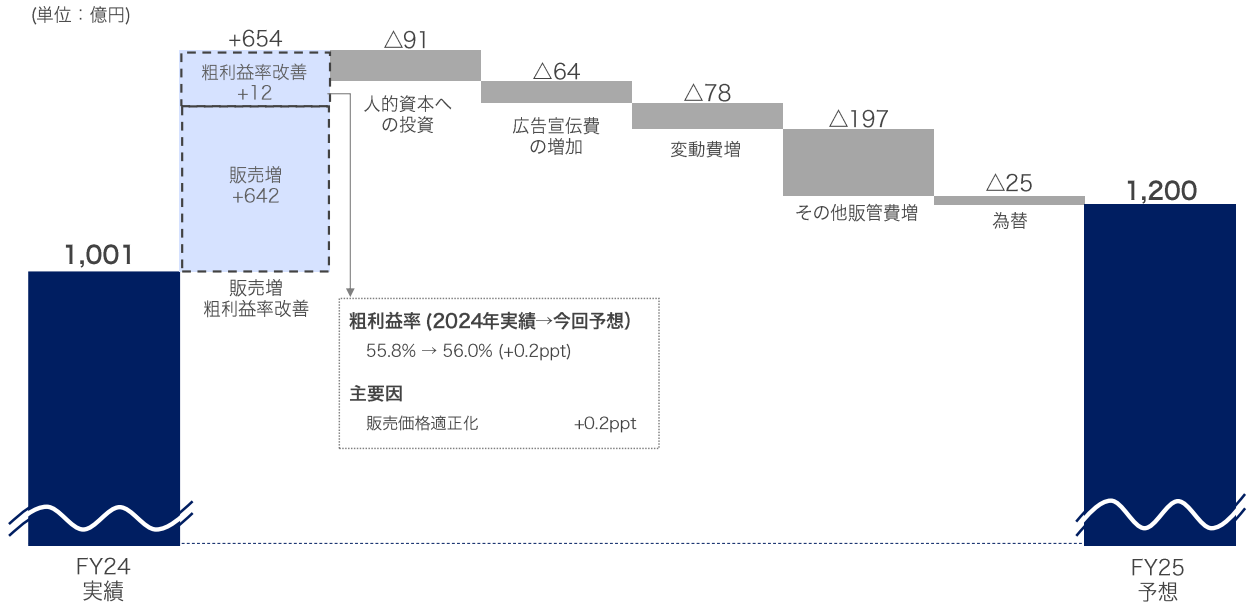 (単位：億円)
+654
粗利益率改善
+12
販売増
+642
販売増
粗利益率改善
1,001
FY24
実績
△91
人的資本へ
の投資
△64
広告宣伝費
の増加
△78
変動費増
△197
その他販管費増
△25
為替
1,200
FY25
予想
粗利益率 (2024年実績→今回予想)
55.8% → 56.0% (+0.2ppt)
主要因
販売価格適正化 +0.2ppt